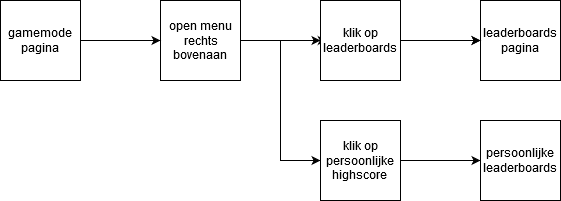 gamemode
pagina
open menu
rechts
bovenaan
klik op
leaderboards
leaderboards
pagina
klik op
persoonlijke
highscore
persoonlijke
leaderboards